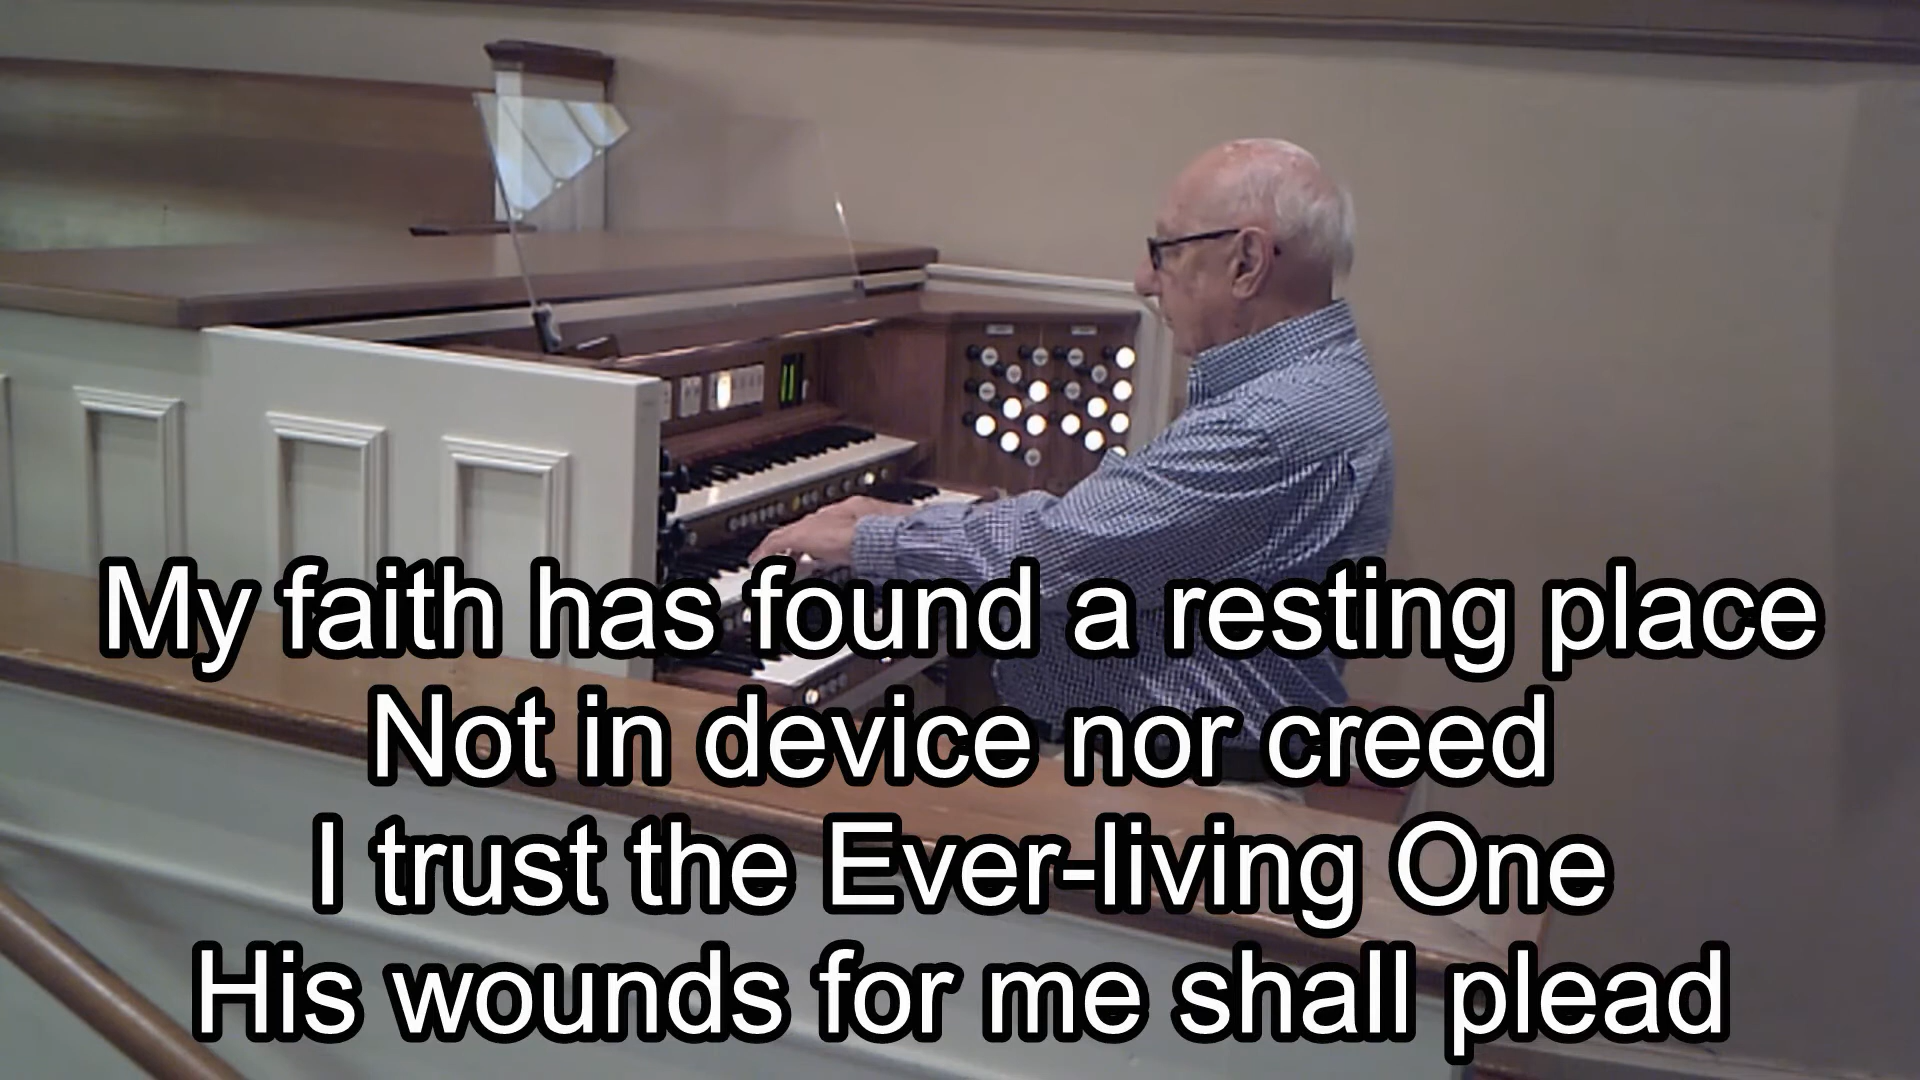 My faith has found a resting place
Not in device nor creed
I trust the Ever-living One
His wounds for me shall plead